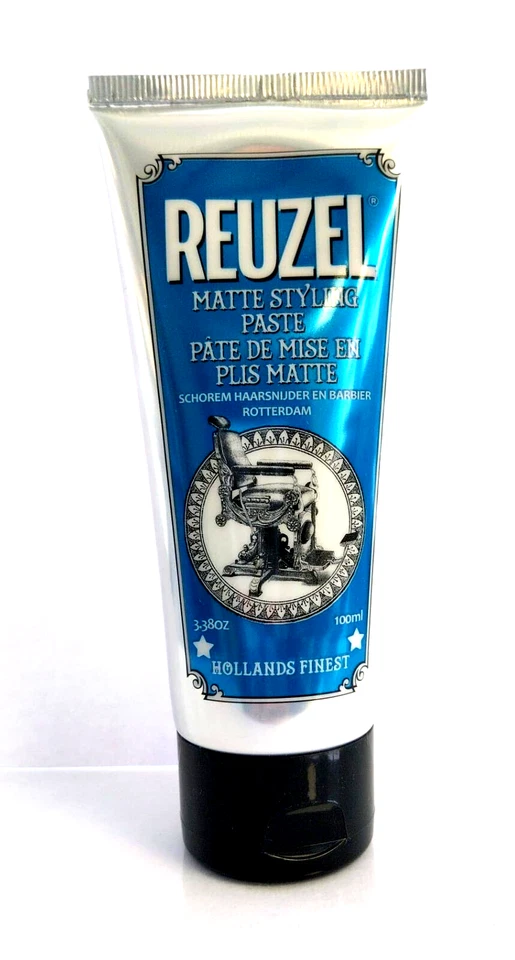 REUZEL®
MATTE STYLING
PASTE
PÂTE DE MISE EN
PLIS MATTE
SCHOREM HAARSNIJDER EN BARBIER
ROTTERDAM
3.38OZ 100ml
HOLLANDS FINEST